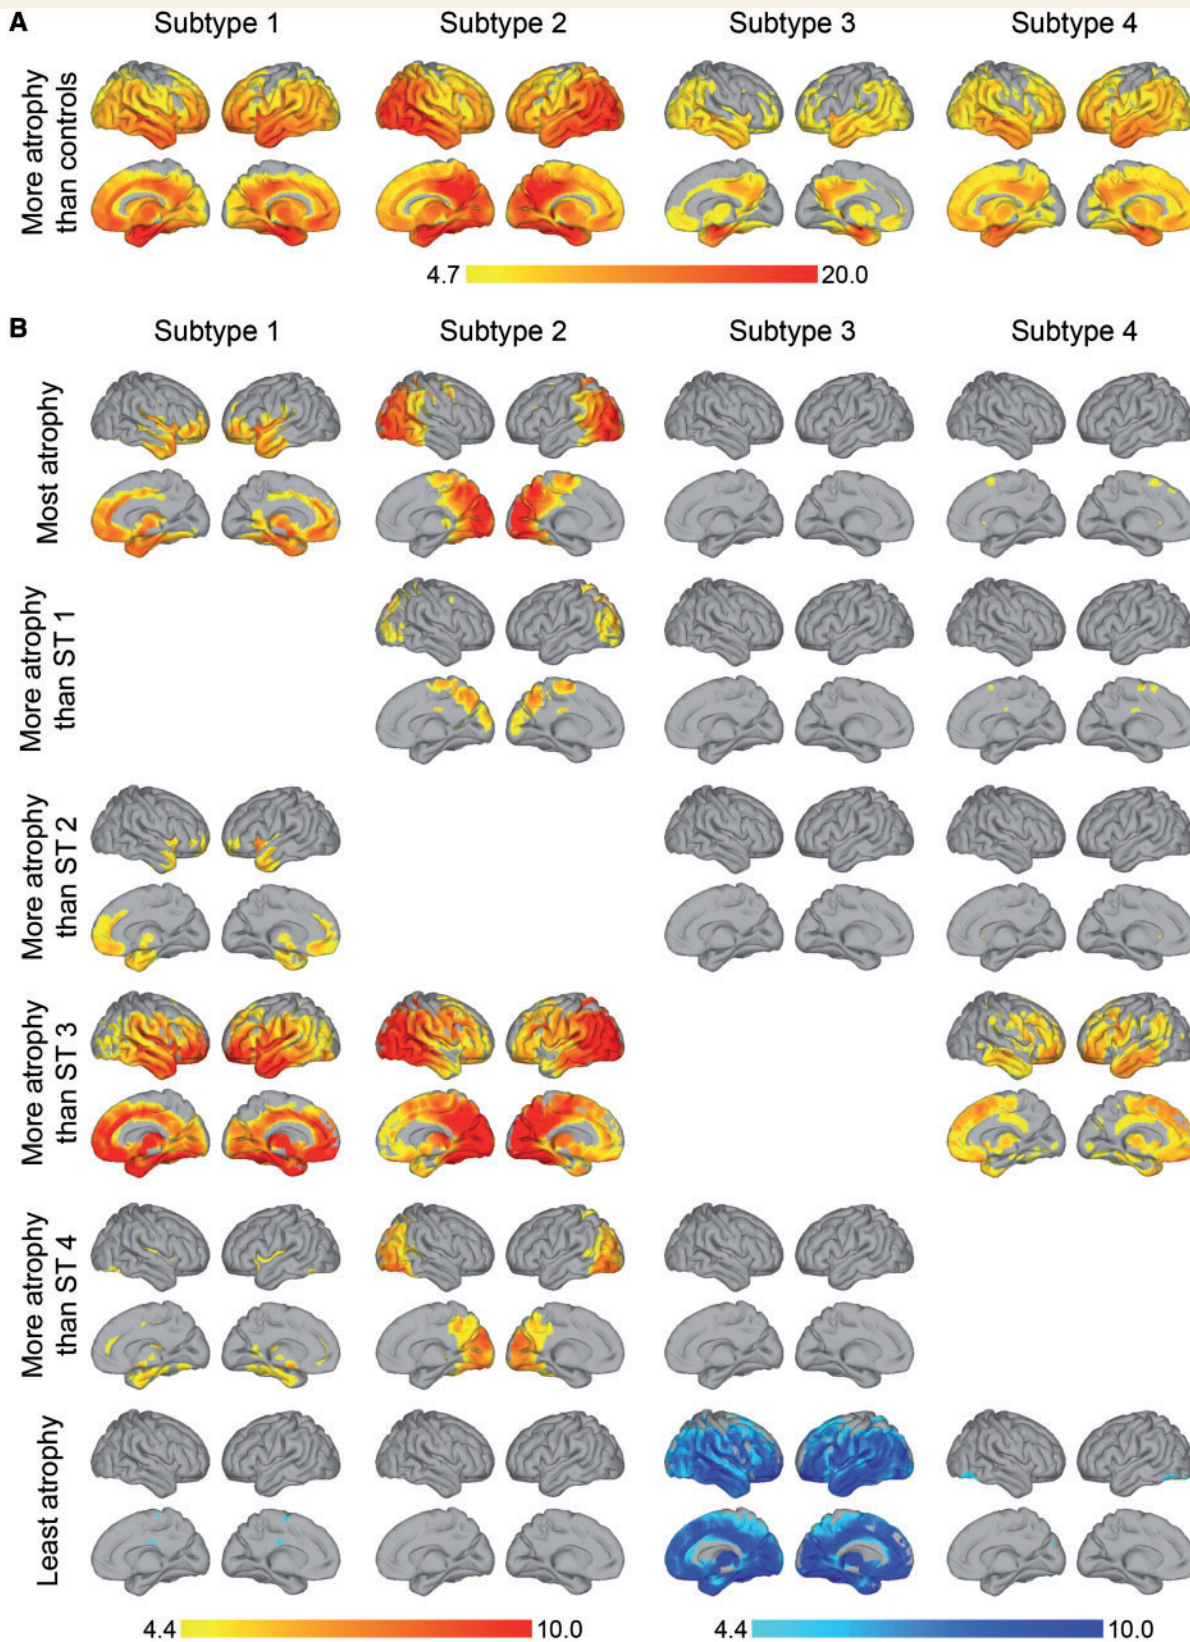 A
Subtype 1
Subtype 2
Subtype 3
Subtype 4
More atrophy
than controls
4.7
20.0
B
Subtype 1
Subtype 2
Subtype 3
Subtype 4
Most atrophy
More atrophy
than ST 1
More atrophy
than ST 2
More atrophy
than ST 3
More atrophy
than ST 4
Least atrophy
4.4
10.0
4.4
10.0